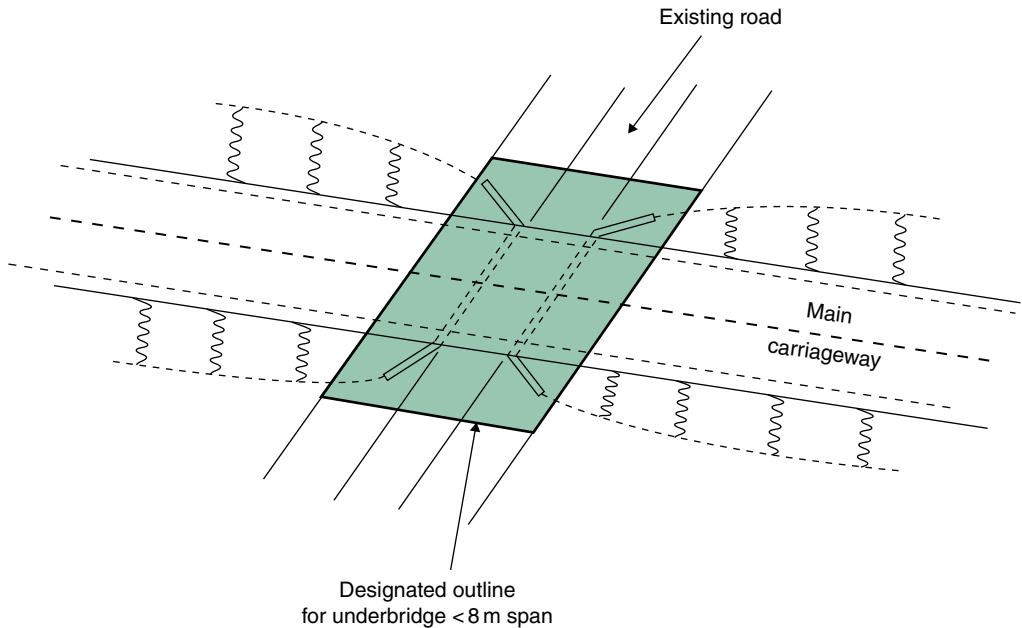 Existing road
Main
carriageway
Designated outline
for underbridge < 8 m span